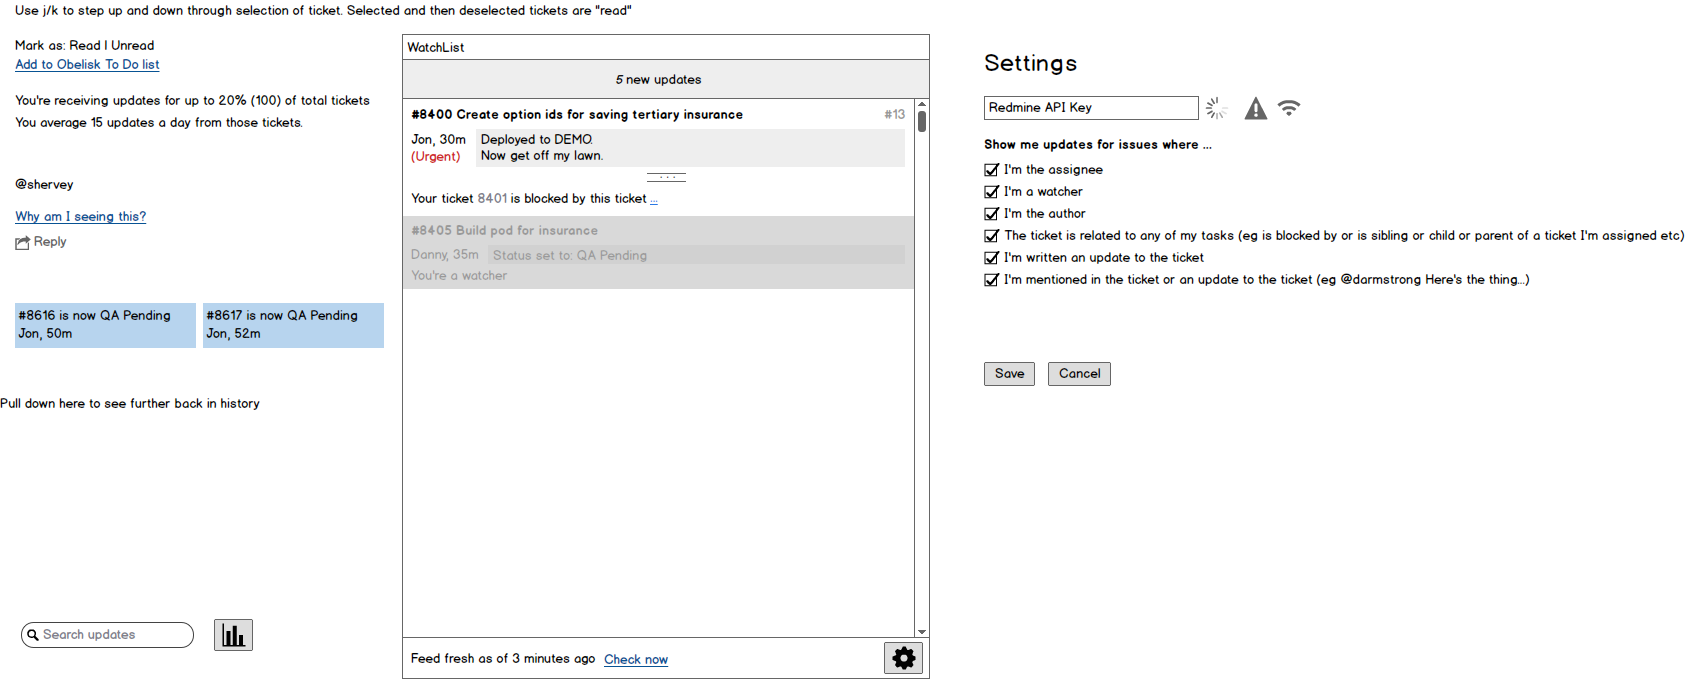 Use j/k to step up and down through selection of ticket. Selected and then deselected tickets are "read"
Mark as: Read | Unread
Add to Obelisk To Do list
You're receiving updates for up to 20% (100) of total tickets
You average 15 updates a day from those tickets.
@shervey
Why am I seeing this?
Reply
#8616 is now QA Pending
Jon, 50m
#8617 is now QA Pending
Jon, 52m
Pull down here to see further back in history
Search updates
WatchList
5 new updates
#8400 Create option ids for saving tertiary insurance
#13
Jon, 30m
(Urgent)
Deployed to DEMO.
Now get off my lawn.
Your ticket 8401 is blocked by this ticket ...
#8405 Build pod for insurance
Danny, 35m
Status set to: QA Pending
You're a watcher
Feed fresh as of 3 minutes ago
Check now
Settings
Redmine API Key
Show me updates for issues where ...
I'm the assignee
I'm a watcher
I'm the author
The ticket is related to any of my tasks (eg is blocked by or is sibling or child or parent of a ticket I'm assigned etc)
I'm written an update to the ticket
I'm mentioned in the ticket or an update to the ticket (eg @darmstrong Here's the thing...)
Save
Cancel